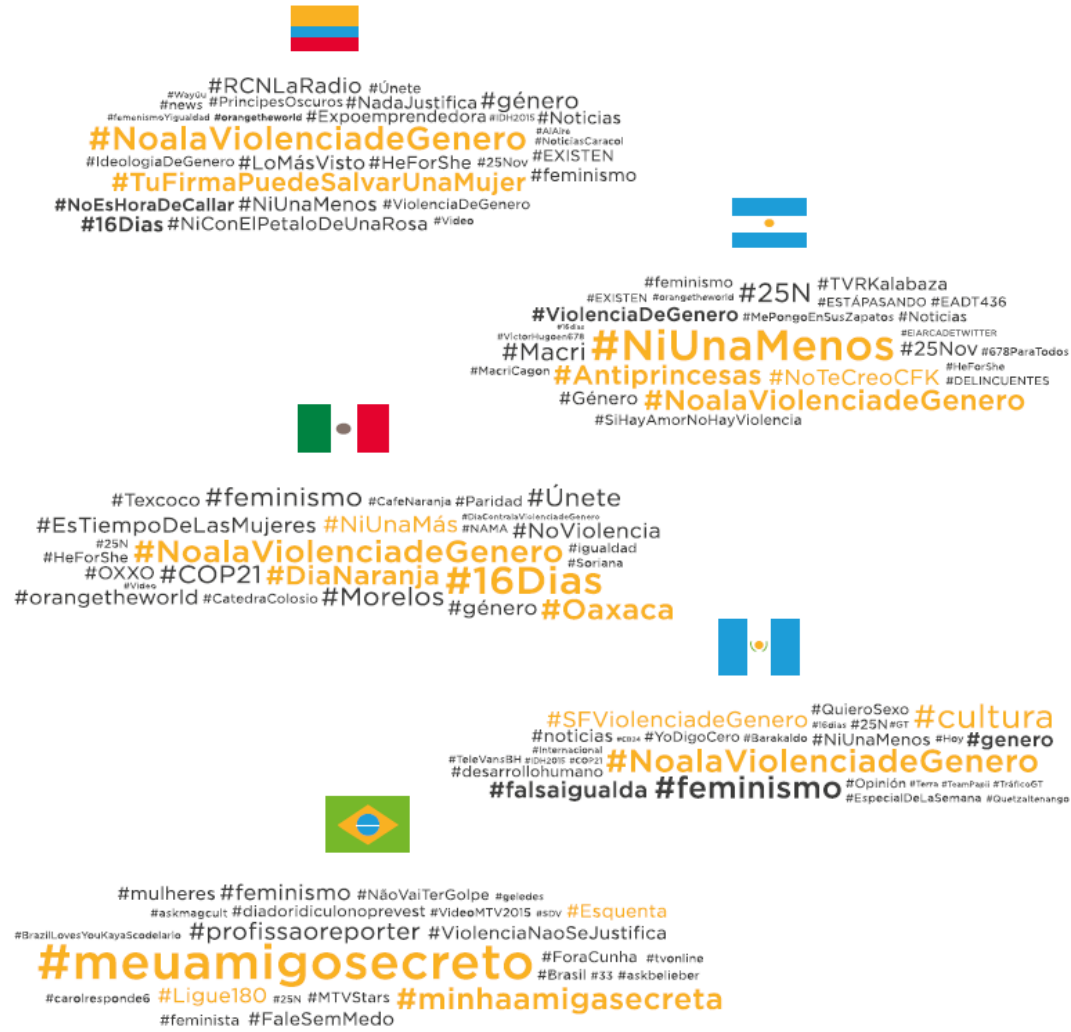 #RCNLaRadio #Únete
#Wayúu
#news #PrincipesOscuros #NadaJustifica #género
#femenismoYigualdad #orangetheworld #Expoemprendedora #IDH2015 #Noticias
#NoalaViolenciadeGenero #AlAire
#NoticiasCaracol
#IdeologiaDeGenero #LoMásVisto #HeForShe #25Nov #EXISTEN
#TuFirmaPuedeSalvarUnaMujer #feminismo
#NoEsHoraDeCallar #NiUnaMenos #ViolenciaDeGenero
#16Dias #NiConElPetaloDeUnaRosa #Video
#feminismo #25N #TVRKalabaza
#EXISTEN #orangetheworld #ESTÁPASANDO #EADT436
#ViolenciaDeGenero #MePongoEnSusZapatos #Noticias
#16dias
#VictorHugoen678 #NiUnaMenos #ElARCADETWITTER
#Macri #25Nov #678ParaTodos
#MacriCagon #Antiprincesas #NoTeCreoCFK #HeForShe
#DELINCUENTES
#Género #NoalaViolenciadeGenero
#SiHayAmorNoHayViolencia
#Texcoco #feminismo #CafeNaranja #Paridad #Únete
#EsTiempoDeLasMujeres #NiUnaMás #DiaContralaViolenciadeGenero
#NAMA #NoViolencia
#25N
#HeForShe #NoalaViolenciadeGenero #igualdad
#Soriana
#OXXO #COP21 #DiaNaranja #16Dias
#Video
#orangetheworld #CatedraColosio #Morelos #género #Oaxaca
#SFViolenciadeGenero #QuieroSexo
#16dias #25N #GT #cultura
#noticias #CD34 #YoDigoCero #Barakaldo #NiUnaMenos #Hoy #genero
#Internacional
#TeleVansBH #IDH2015 #COP21 #NoalaViolenciadeGenero
#desarrollohumano
#falsaigualda #feminismo #Opinión #Terra #TeamPapii #TráficoGT
#EspecialDeLaSemana #Quetzaltenango
#mulheres #feminismo #NãoVaiTerGolpe #geledes
#askmagcult #diadoridiculonoprevest #VideoMTV2015 #SDV #Esquenta
#BrazilLovesYouKayaScodelario #profissaoreporter #ViolenciaNaoSeJustifica
#meuamigosecreto #ForaCunha #tvonline
#Brasil #33 #askbelieber
#carolresponde6 #Ligue180 #25N #MTVStars #minhaamigasecreta
#feminista #FaleSemMedo